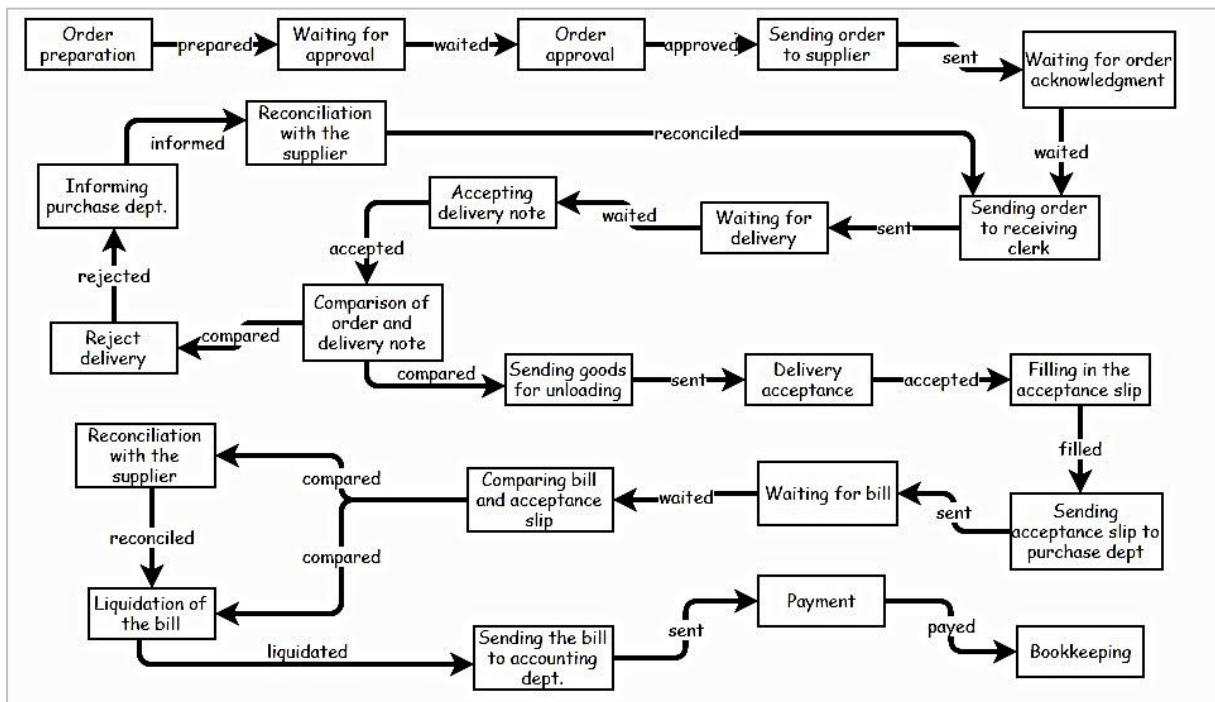 Order
preparation
prepared
Waiting for
approval
waited
Order
approval
approved
Sending order
to supplier
sent
Waiting for order
acknowledgment
waited
Reconciliation
with the
supplier
informed
reconciled
Informing
purchase dept.
Accepting
delivery note
waited
Waiting for
delivery
sent
Sending order
to receiving
clerk
accepted
rejected
Comparison of
order and
delivery note
Reject
delivery
compared
compared
Sending goods
for unloading
sent
Delivery
acceptance
accepted
Filling in the
acceptance slip
filled
Reconciliation
with the
supplier
compared
Comparing bill
and acceptance
slip
waited
Waiting for bill
sent
Sending
acceptance slip to
purchase dept
reconciled
compared
Liquidation of
the bill
liquidated
Sending the bill
to accounting
dept.
sent
Payment
payed
Bookkeeping